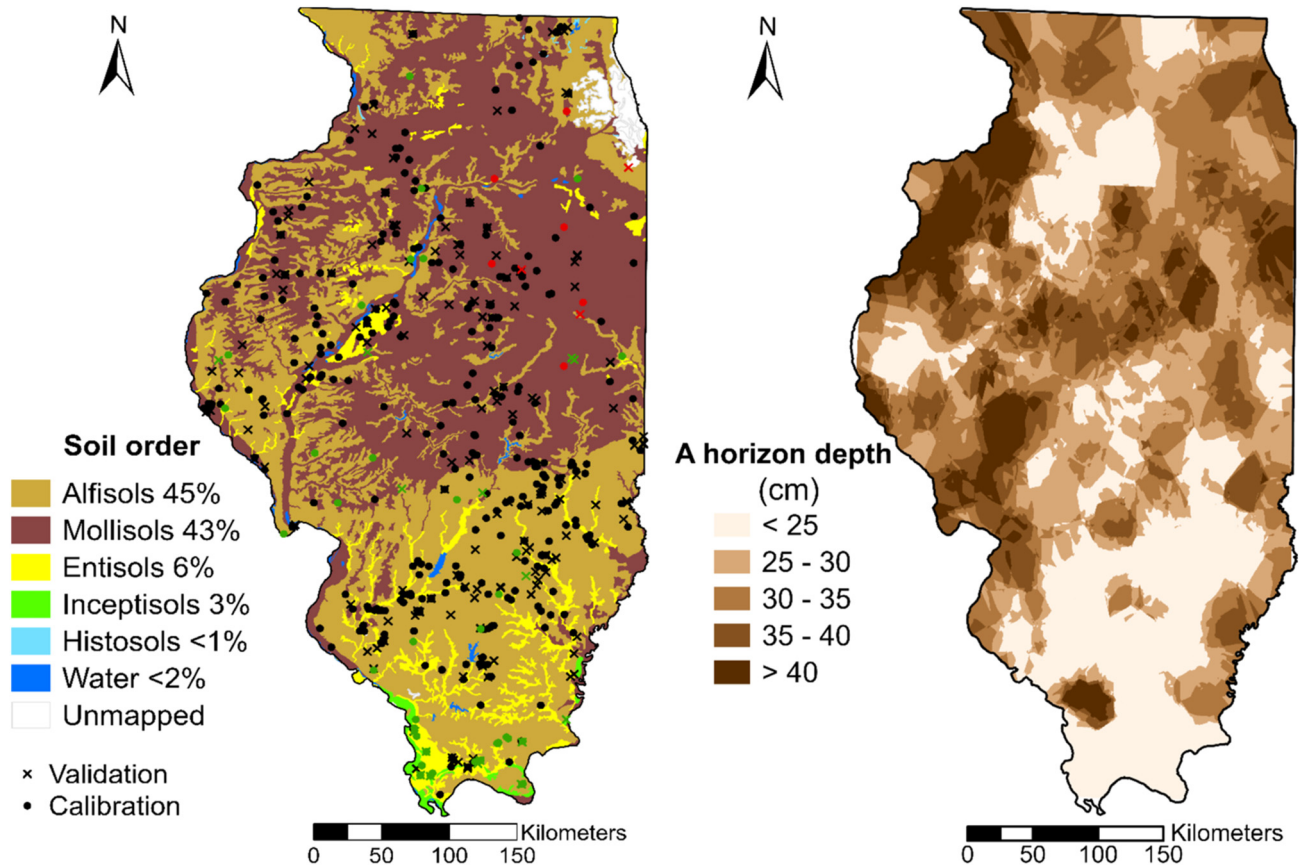 N
Soil order
Alfisols 45%
Mollisols 43%
Entisols 6%
Inceptisols 3%
Histosols <1%
Water <2%
Unmapped
× Validation
• Calibration
Kilometers
0 50 100 150
N
A horizon depth
(cm)
< 25
25 - 30
30 - 35
35 - 40
> 40
Kilometers
0 50 100 150